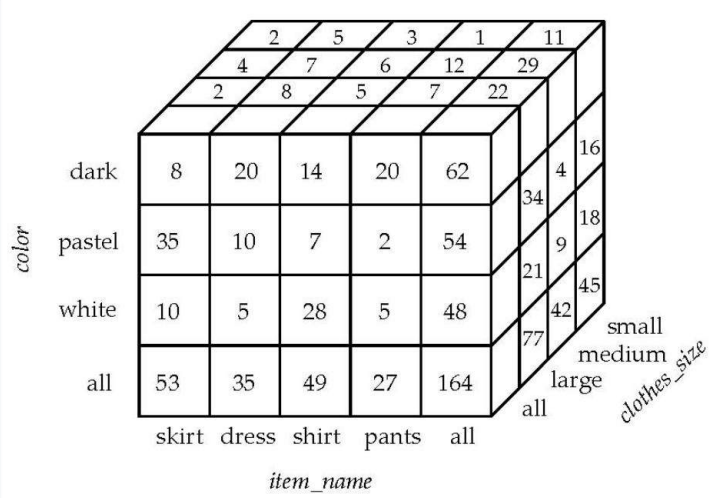 2 5 3 1 11
4 7 6 12 29
2 8 5 7 22
dark 8 20 14 20 62
pastel 35 10 7 2 54
white 10 5 28 5 48
all 53 35 49 27 164
34 4 16
21 9 18
77 42 45
skirt dress shirt pants all
item_name
color
all
large
medium
small
clothes_size